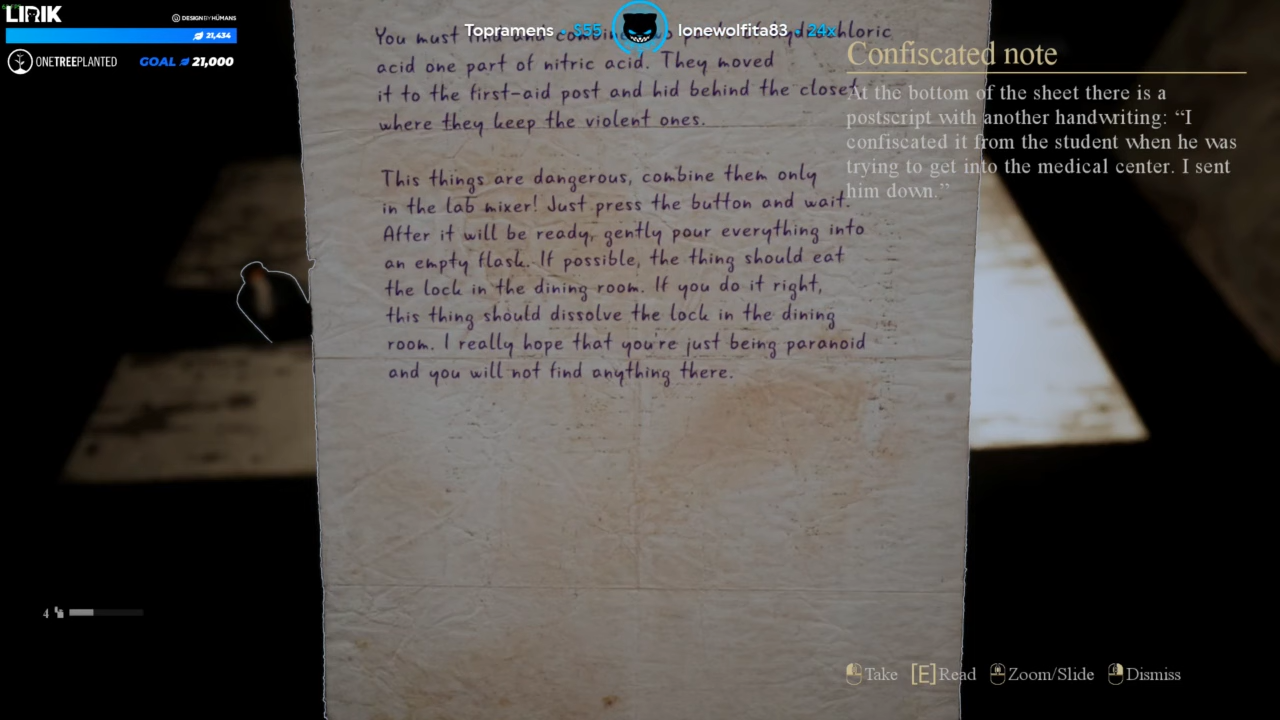 LIRIK
DESIGN BY HÜMANS
21,434
ONETREEPLANTED
GOAL 21,000
Topramens - $55
lonewolfita83 - 24x
You must find and combine parts
acid one part of nitric acid. They moved
it to the first-aid post and hid behind the closet
where they keep the violent ones.
This things are dangerous, combine them only
in the lab mixer! Just press the button and wait.
After it will be ready, gently pour everything into
an empty flask. If possible, the thing should eat
the lock in the dining room. If you do it right,
this thing should dissolve the lock in the dining
room. I really hope that you're just being paranoid
and you will not find anything there.
Confiscated note
At the bottom of the sheet there is a
postscript with another handwriting: “I
confiscated it from the student when he was
trying to get into the medical center. I sent
him down.”
4
Take [E]Read Zoom/Slide Dismiss